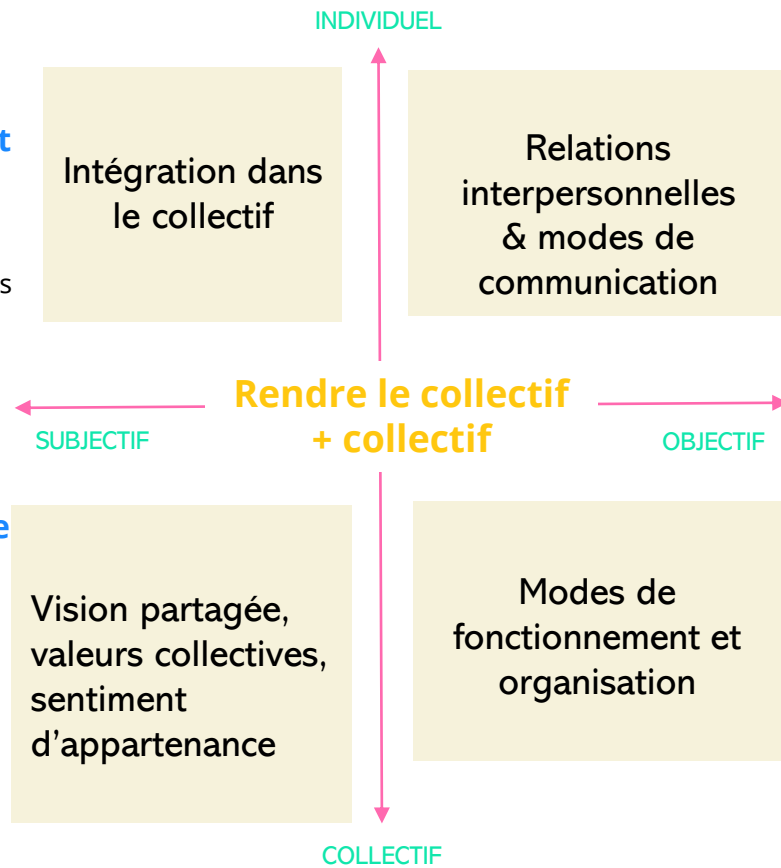 INDIVIDUEL
t
Intégration dans
le collectif
Relations
interpersonnelles
& modes de
communication
s
Rendre le collectif
+ collectif
SUBJECTIF
OBJECTIF
e
Vision partagée,
valeurs collectives,
sentiment
d’appartenance
Modes de
fonctionnement et
organisation
COLLECTIF